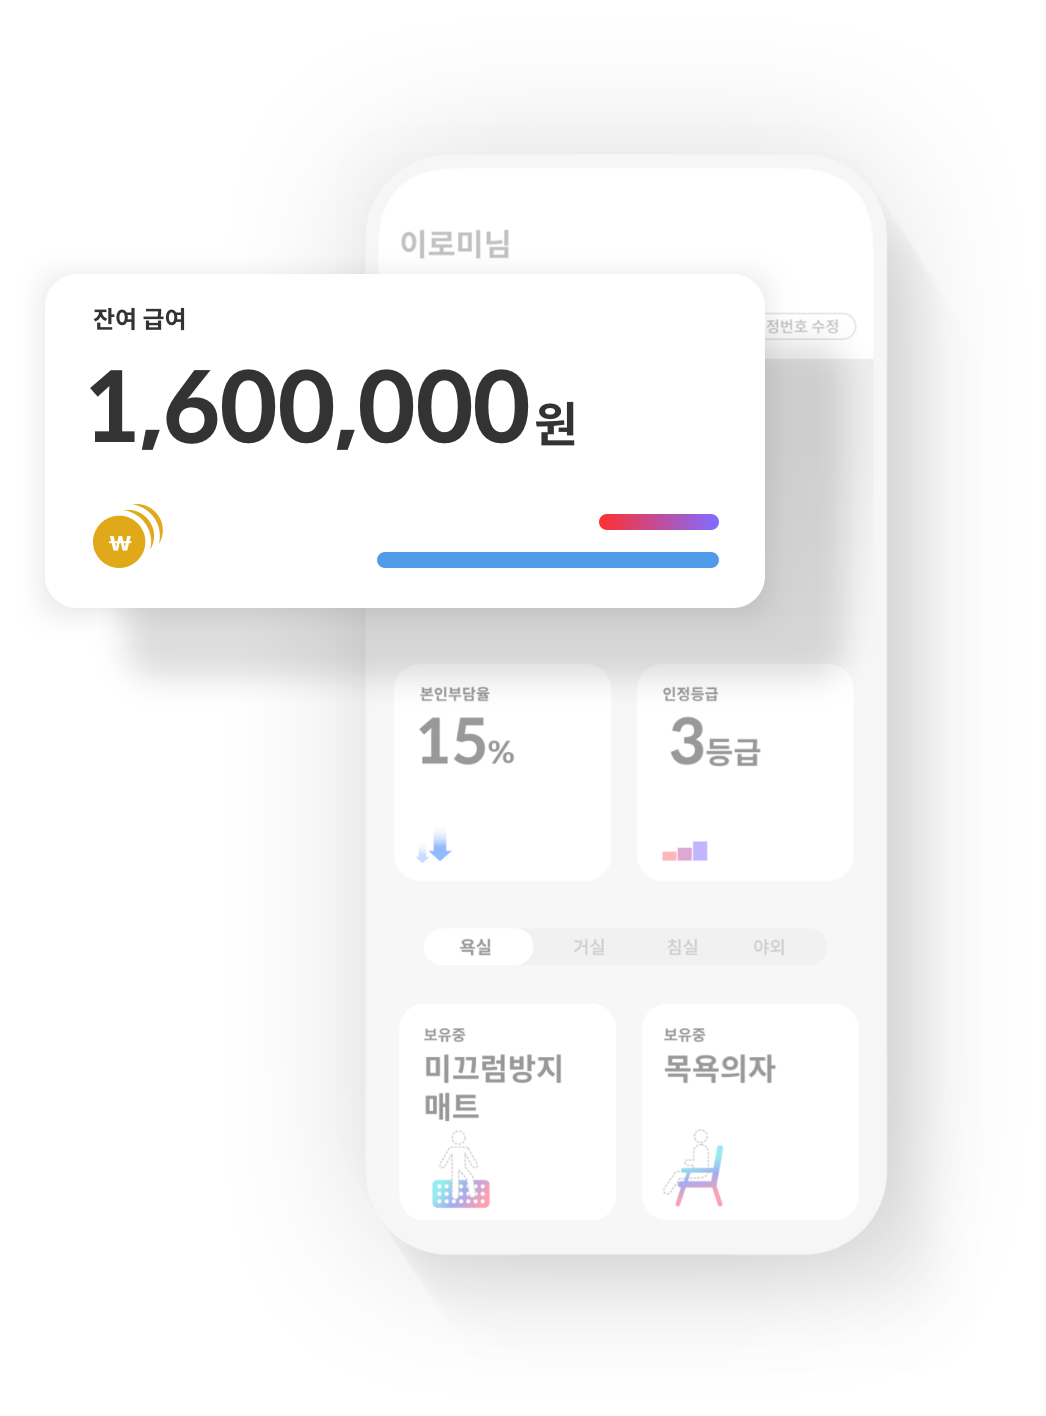 이로미님
잔여 급여
정번호 수정
1,600,000원
₩
본인부담율
15%
인정등급
3등급
욕실 거실 침실 야외
보유중
미끄럼방지
매트
보유중
목욕의자